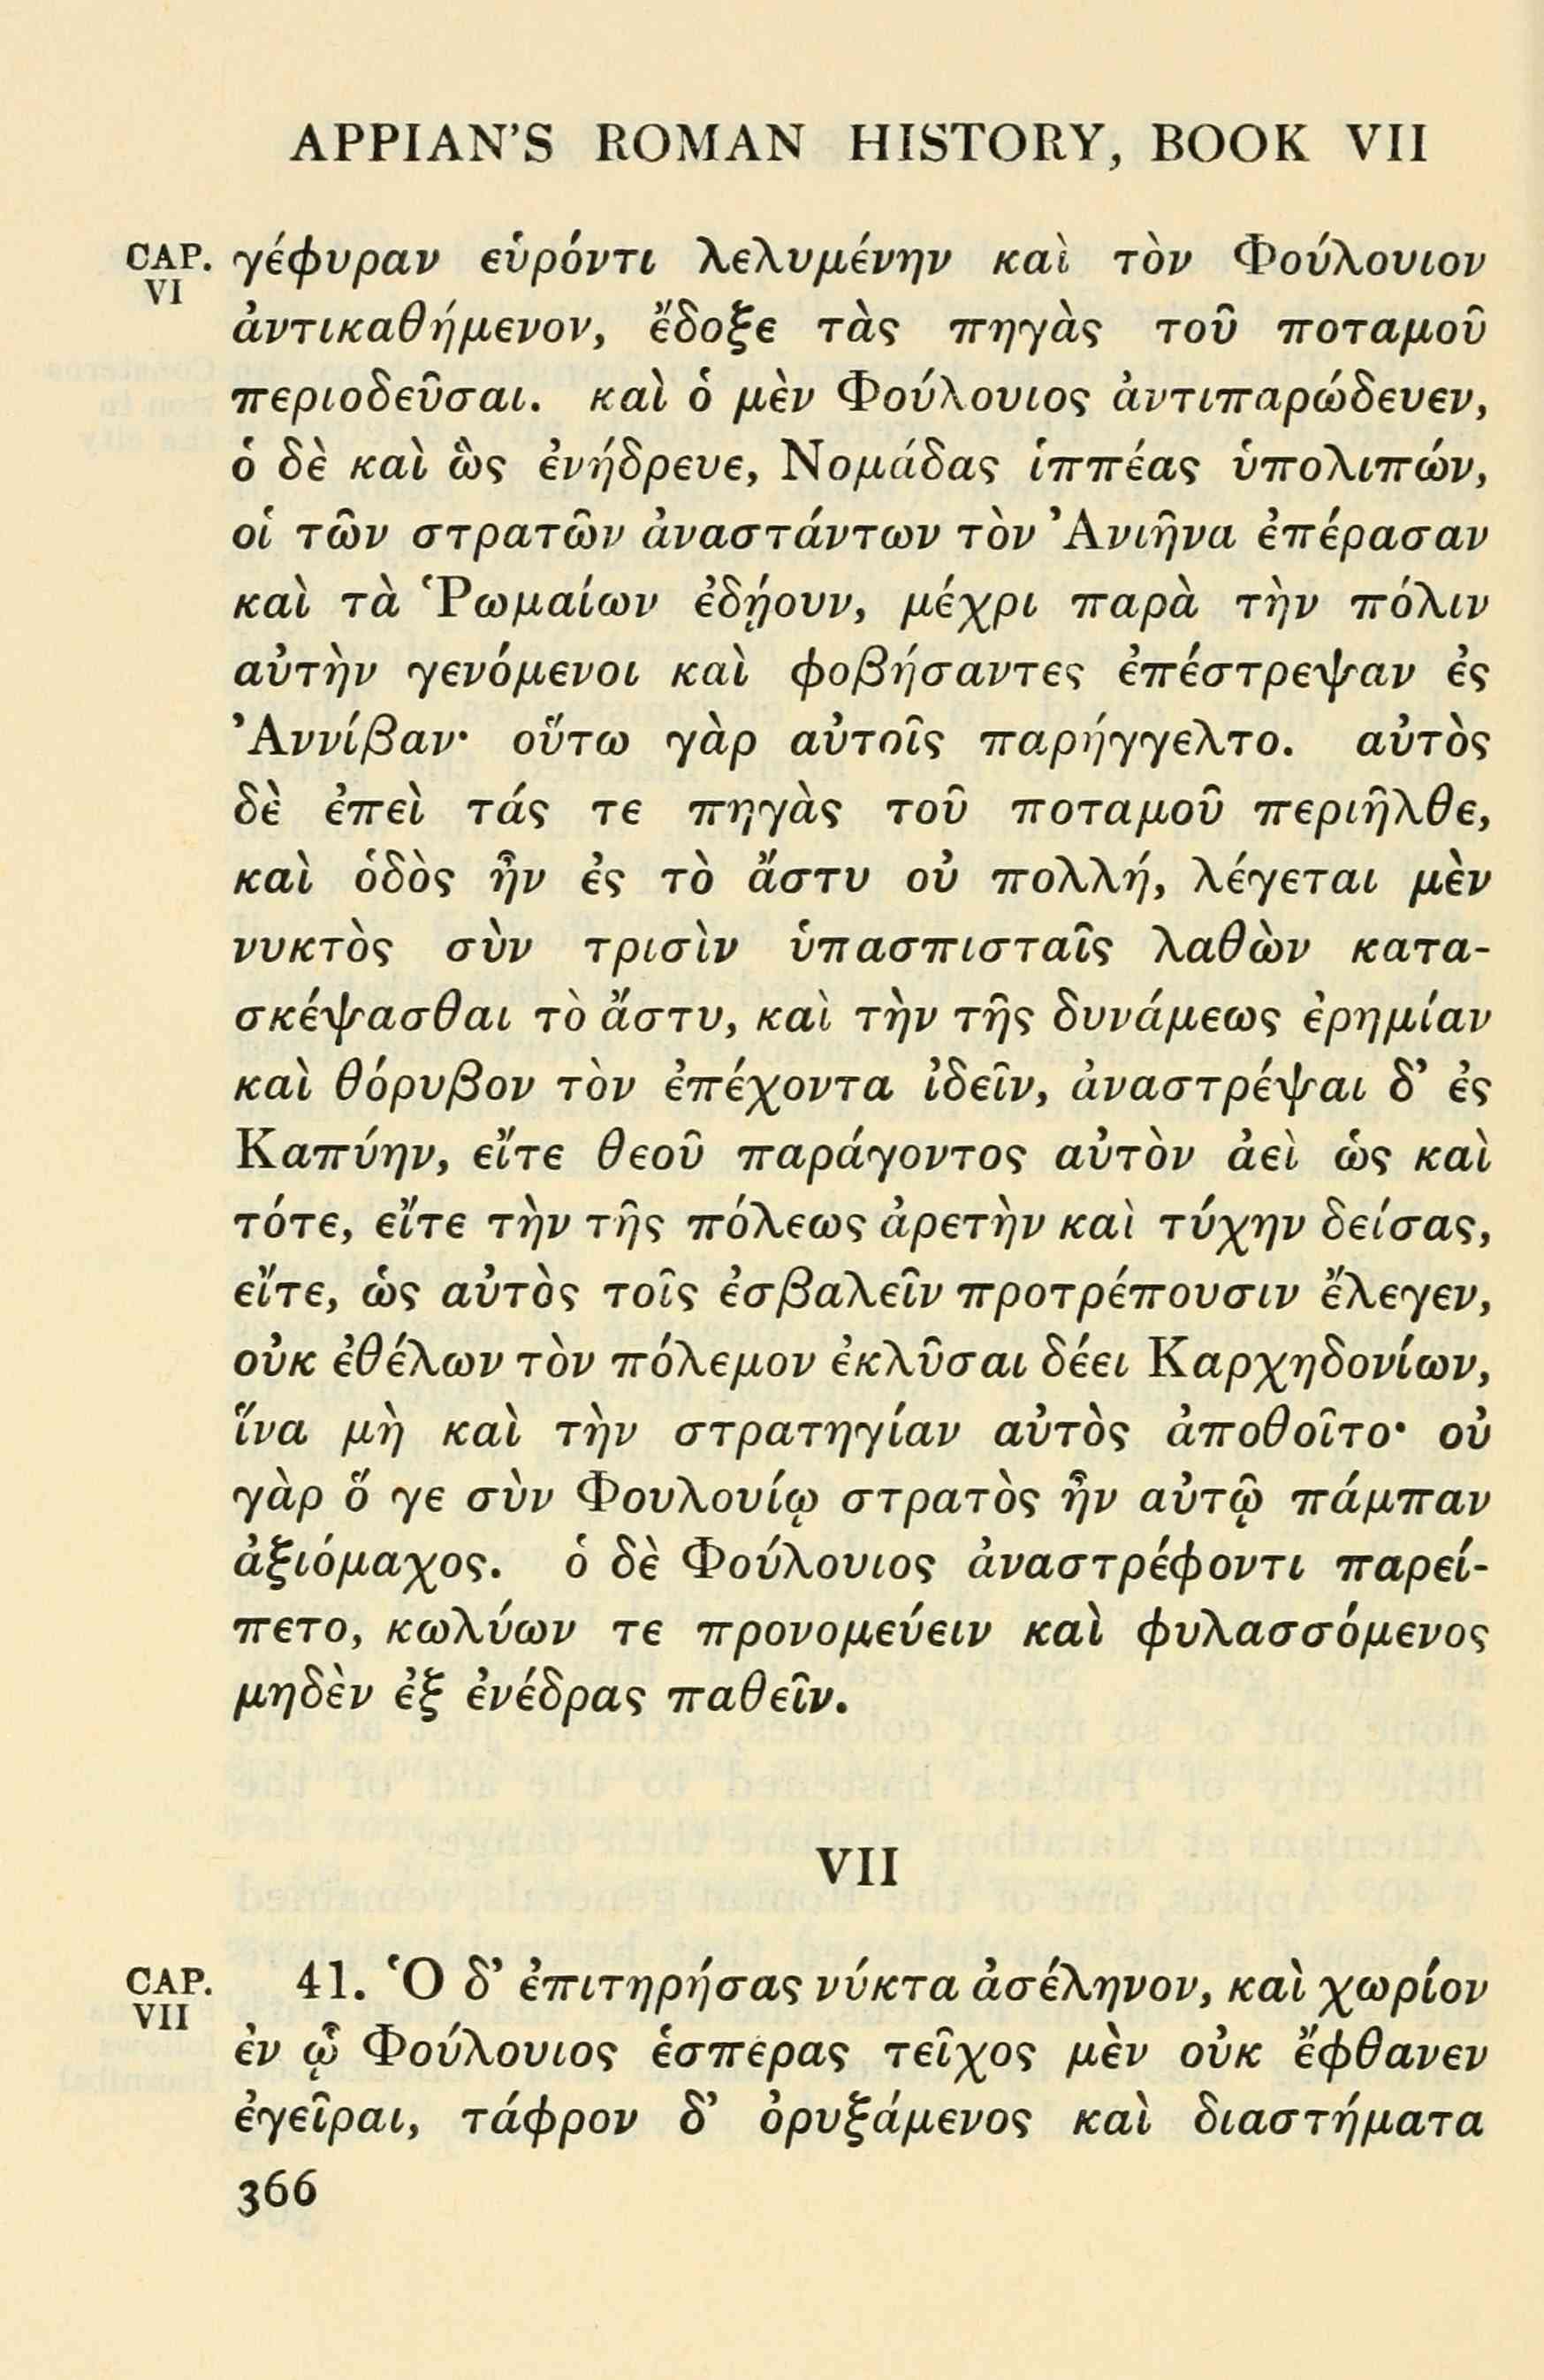 APPIAN'S ROMAN HISTORY, BOOK VII
CAP. VI
γέφυραν εὑρόντι λελυμένην καὶ τὸν Φούλουιον
ἀντικαθήμενον, ἔδοξε τὰς πηγὰς τοῦ ποταμοῦ
περιοδεῦσαι. καὶ ὁ μὲν Φούλουιος ἀντιπαρώδευεν,
ὁ δὲ καὶ ὣς ἐνήδρευε, Νομάδας ἱππέας ὑπολιπών,
οἱ τῶν στρατῶν ἀναστάντων τὸν Ἀνιῆνα ἐπέρασαν
καὶ τὰ Ῥωμαίων ἐδῄουν, μέχρι παρὰ τὴν πόλιν
αὐτὴν γενόμενοι καὶ φοβήσαντες ἐπέστρεψαν ἐς
Ἀννίβαν· οὕτω γὰρ αὐτοῖς παρήγγελτο. αὐτὸς
δὲ ἐπεὶ τάς τε πηγὰς τοῦ ποταμοῦ περιῆλθε,
καὶ ὁδὸς ἦν ἐς τὸ ἄστυ οὐ πολλή, λέγεται μὲν
νυκτὸς σὺν τρισὶν ὑπασπισταῖς λαθὼν κατα-
σκέψασθαι τὸ ἄστυ, καὶ τὴν τῆς δυνάμεως ἐρημίαν
καὶ θόρυβον τὸν ἐπέχοντα ἰδεῖν, ἀναστρέψαι δ' ἐς
Καπύην, εἴτε θεοῦ παράγοντος αὐτὸν ἀεὶ ὡς καὶ
τότε, εἴτε τὴν τῆς πόλεως ἀρετὴν καὶ τύχην δείσας,
εἴτε, ὡς αὐτὸς τοῖς ἐσβαλεῖν προτρέπουσιν ἔλεγεν,
οὐκ ἐθέλων τὸν πόλεμον ἐκλῦσαι δέει Καρχηδονίων,
ἵνα μὴ καὶ τὴν στρατηγίαν αὐτὸς ἀποθοῖτο· οὐ
γὰρ ὅ γε σὺν Φουλουίῳ στρατὸς ἦν αὐτῷ πάμπαν
ἀξιόμαχος. ὁ δὲ Φούλουιος ἀναστρέφοντι παρεί-
πετο, κωλύων τε προνομεύειν καὶ φυλασσόμενος
μηδὲν ἐξ ἐνέδρας παθεῖν.
VII
CAP. VII
41. Ὁ δ' ἐπιτηρήσας νύκτα ἀσέληνον, καὶ χωρίον
ἐν ᾧ Φούλουιος ἑσπέρας τεῖχος μὲν οὐκ ἔφθανεν
ἐγεῖραι, τάφρον δ' ὀρυξάμενος καὶ διαστήματα
366